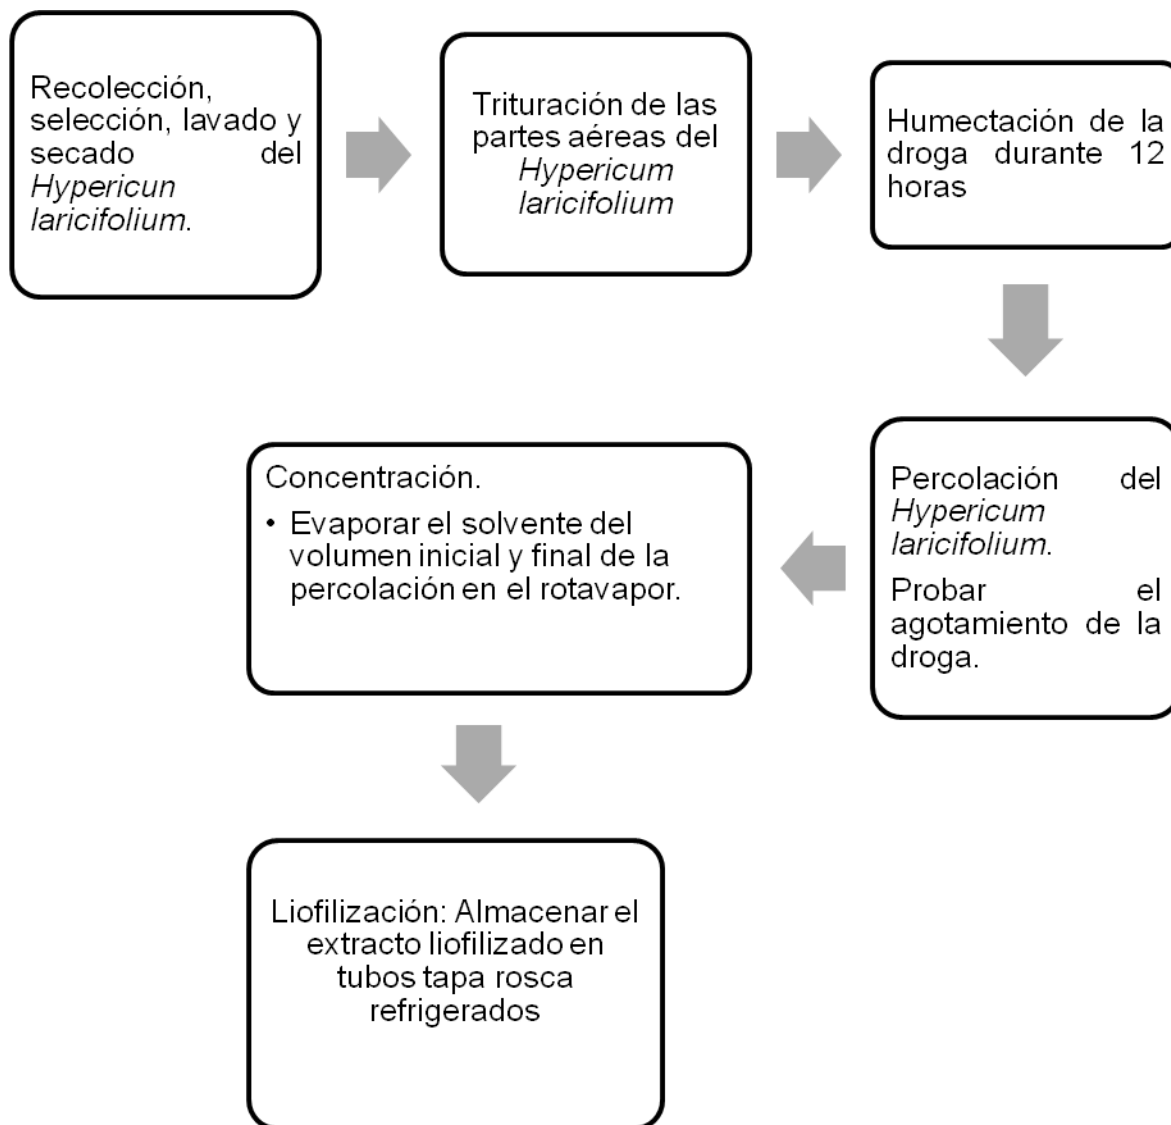 Recolección,
selección, lavado y
secado del
Hypericun
laricifolium.
Trituración de las
partes aéreas del
Hypericum
laricifolium
Humectación de la
droga durante 12
horas
Percolación del
Hypericum
laricifolium.
Probar el
agotamiento de la
droga.
Concentración.
• Evaporar el solvente del
volumen inicial y final de la
percolación en el rotavapor.
Liofilización: Almacenar el
extracto liofilizado en
tubos tapa rosca
refrigerados